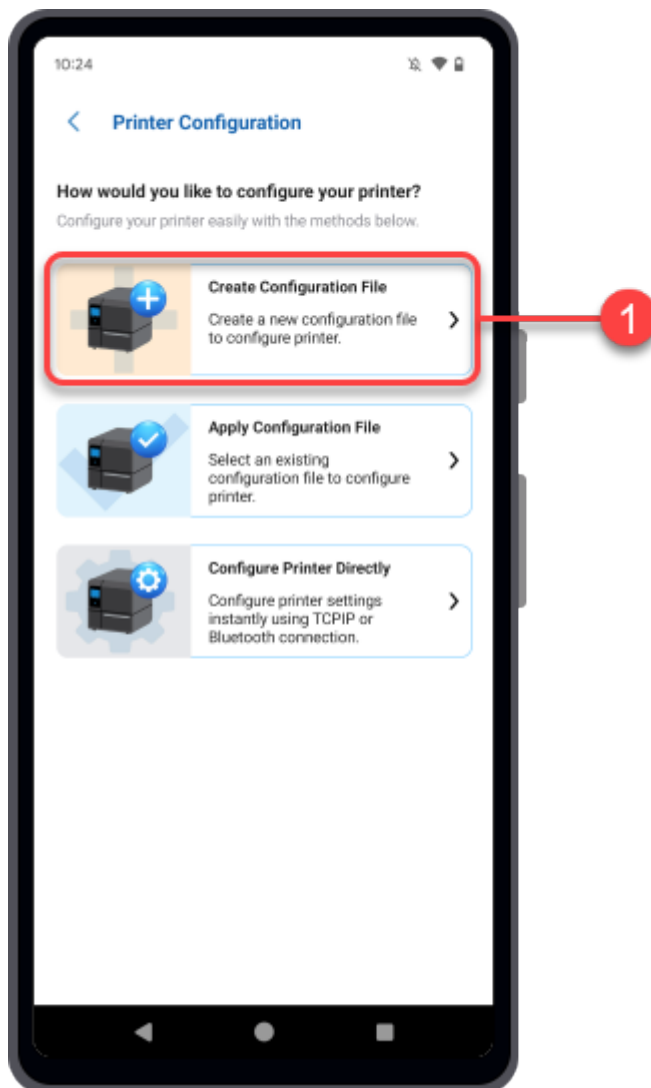 10:24
Printer Configuration
How would you like to configure your printer?
Configure your printer easily with the methods below.
Create Configuration File
Create a new configuration file
to configure printer.
1
Apply Configuration File
Select an existing
configuration file to configure
printer.
Configure Printer Directly
Configure printer settings
instantly using TCPIP or
Bluetooth connection.